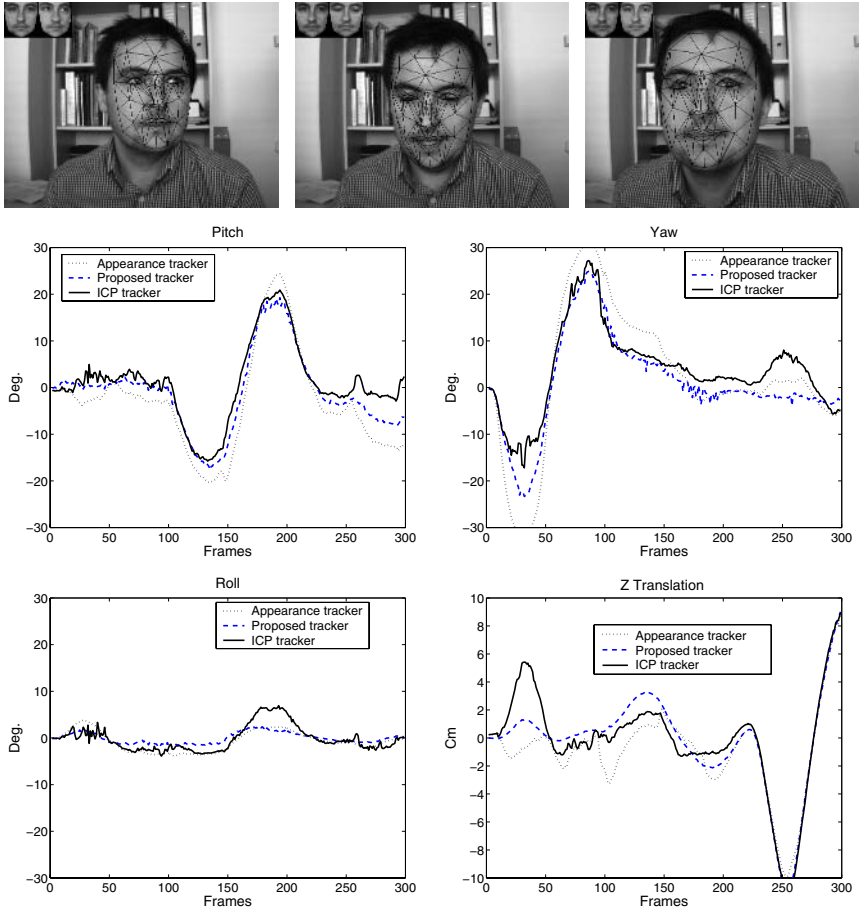 Pitch
30
20
10
0
−10
−20
−30
0
50
100
150
200
250
300
Deg.
Frames
Appearance tracker
Proposed tracker
ICP tracker
Yaw
30
20
10
0
−10
−20
−30
0
50
100
150
200
250
300
Deg.
Frames
Appearance tracker
Proposed tracker
ICP tracker
Roll
30
20
10
0
−10
−20
−30
0
50
100
150
200
250
300
Deg.
Frames
Appearance tracker
Proposed tracker
ICP tracker
Z Translation
10
8
6
4
2
0
−2
−4
−6
−8
−10
0
50
100
150
200
250
300
Cm
Frames
Appearance tracker
Proposed tracker
ICP tracker